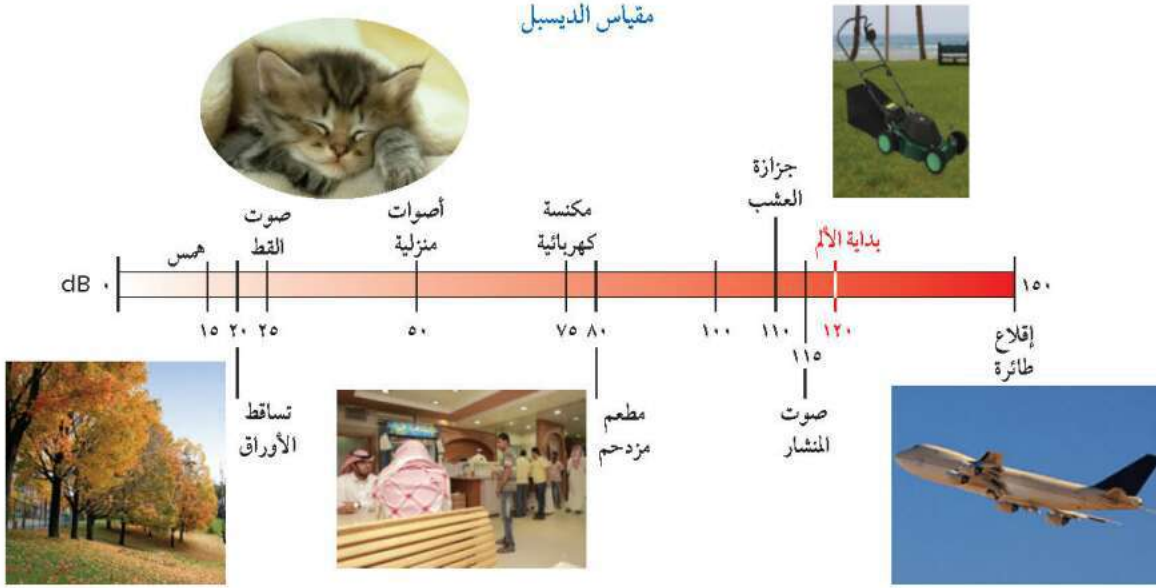 مقياس الديسبل
جزازة
العشب
صوت
القط
أصوات
منزلية
مكنسة
كهربائية
همس
بداية الألم
dB ٠
١٥٠
١٥ ٢٠ ٢٥
٥٠
٧٥ ٨٠
١٠٠
١١٠
١٢٠
١١٥
إقلاع
طائرة
تساقط
الأوراق
مطعم
مزدحم
صوت
المنشار